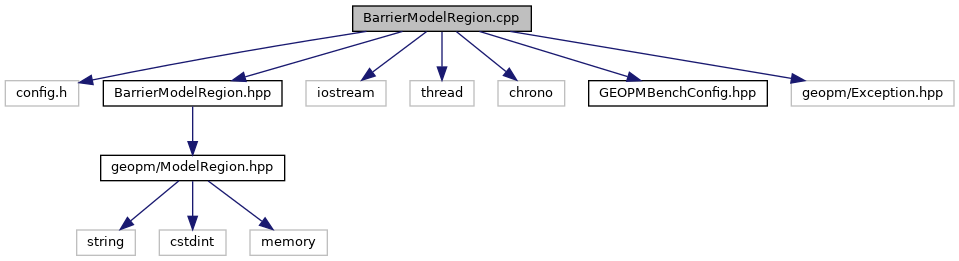 BarrierModelRegion.cpp
config.h
BarrierModelRegion.hpp
iostream
thread
chrono
GEOPMBenchConfig.hpp
geopm/Exception.hpp
geopm/ModelRegion.hpp
string
cstdint
memory